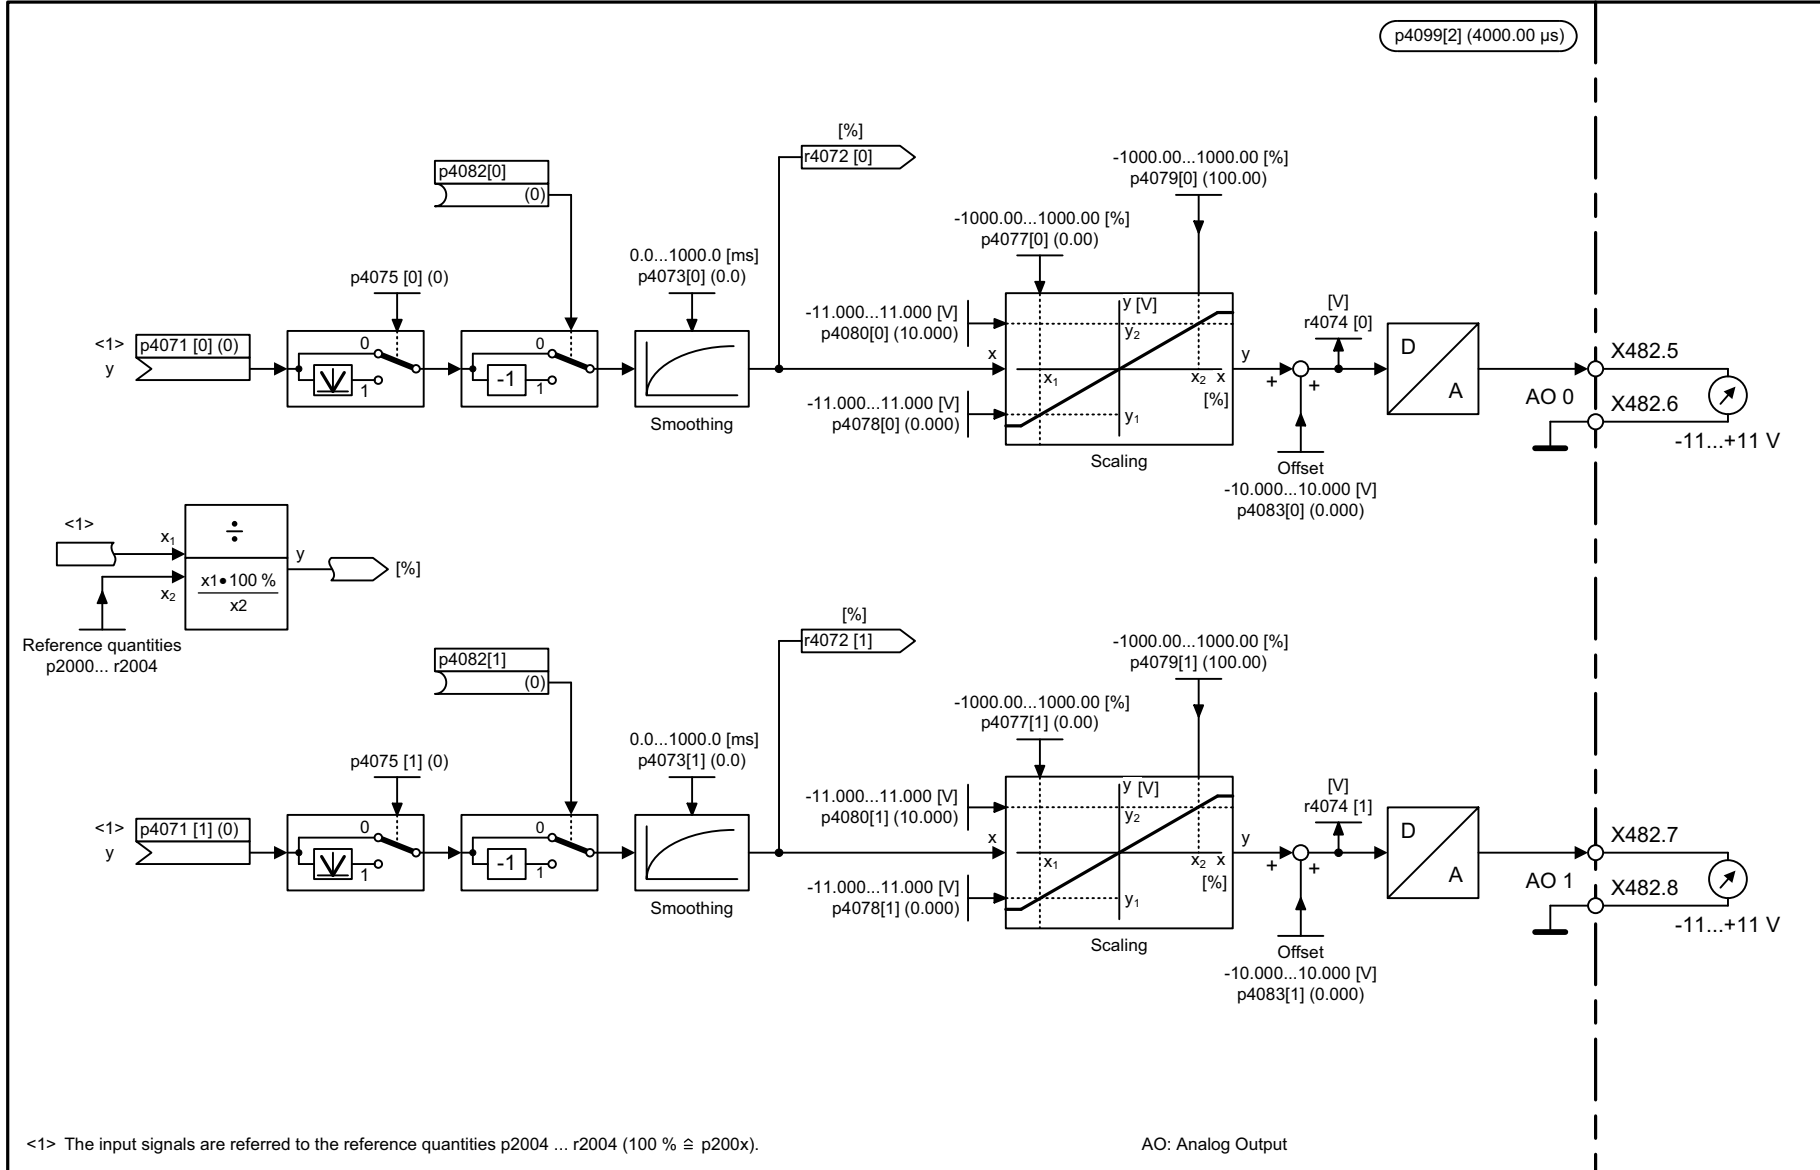 p4099[2] (4000.00 µs)
[%]
r4072 [0]
-1000.00...1000.00 [%]
p4079[0] (100.00)
p4082[0]
(0)
-1000.00...1000.00 [%]
p4077[0] (0.00)
0.0...1000.0 [ms]
p4073[0] (0.0)
p4075 [0] (0)
-11.000...11.000 [V]
p4080[0] (10.000)
y [V]
y2
[V]
r4074 [0]
<1>
y
p4071 [0] (0)
0
1
0
-1
1
x
x1
x2
x
[%]
y
+
+
D
A
X482.5
AO 0
X482.6
-11...+11 V
-11.000...11.000 [V]
p4078[0] (0.000)
y1
Smoothing
Scaling
Offset
-10.000...10.000 [V]
p4083[0] (0.000)
<1>
x1
÷
y
[%]
x1•100 %
x2
x2
Reference quantities
p2000... r2004
[%]
r4072 [1]
-1000.00...1000.00 [%]
p4079[1] (100.00)
p4082[1]
(0)
-1000.00...1000.00 [%]
p4077[1] (0.00)
0.0...1000.0 [ms]
p4073[1] (0.0)
p4075 [1] (0)
-11.000...11.000 [V]
p4080[1] (10.000)
y [V]
y2
[V]
r4074 [1]
<1>
y
p4071 [1] (0)
0
1
0
-1
1
x
x1
x2
x
[%]
y
+
+
D
A
X482.7
AO 1
X482.8
-11...+11 V
-11.000...11.000 [V]
p4078[1] (0.000)
y1
Smoothing
Scaling
Offset
-10.000...10.000 [V]
p4083[1] (0.000)
<1> The input signals are referred to the reference quantities p2004 ... r2004 (100 % ≙ p200x).
AO: Analog Output